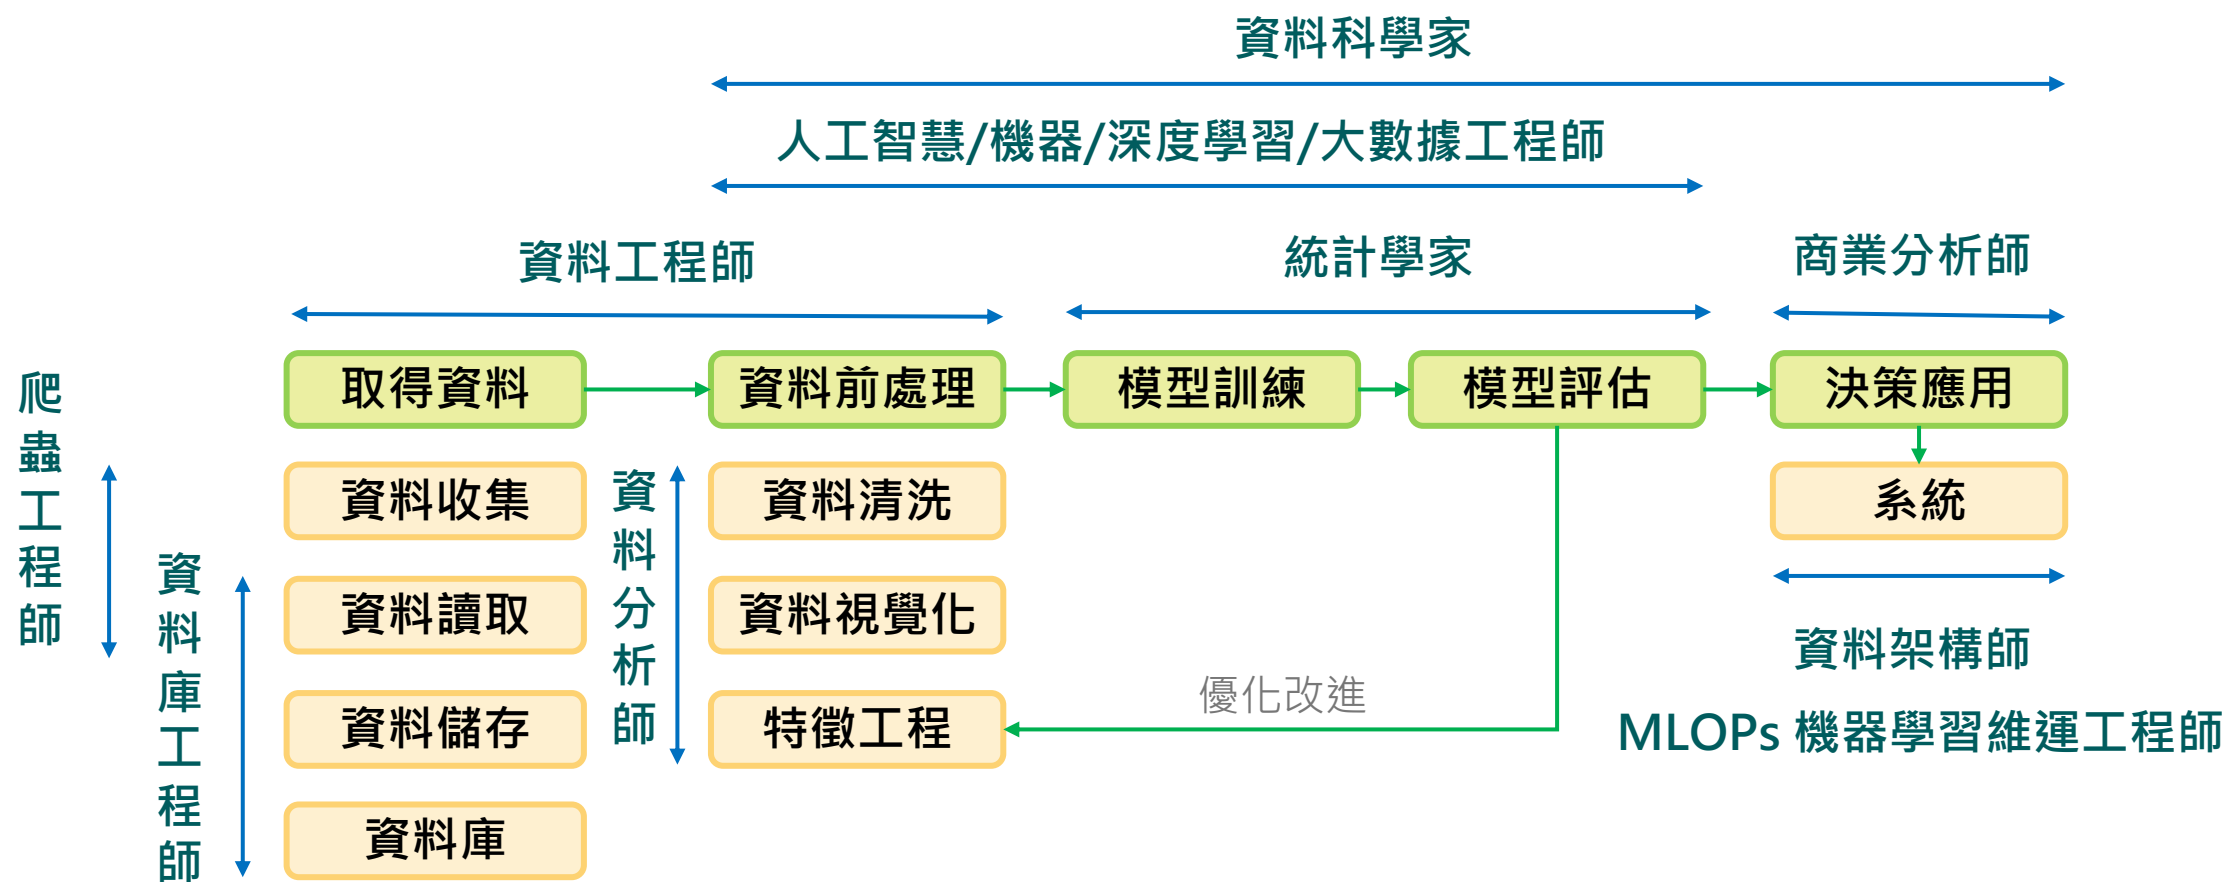 資料科學家
人工智慧/機器/深度學習/大數據工程師
資料工程師
統計學家
商業分析師
取得資料
資料前處理
模型訓練
模型評估
決策應用
爬蟲工程師
資料庫工程師
資料收集
資料讀取
資料儲存
資料庫
資料分析師
資料清洗
資料視覺化
特徵工程
優化改進
系統
資料架構師
MLOPs 機器學習維運工程師